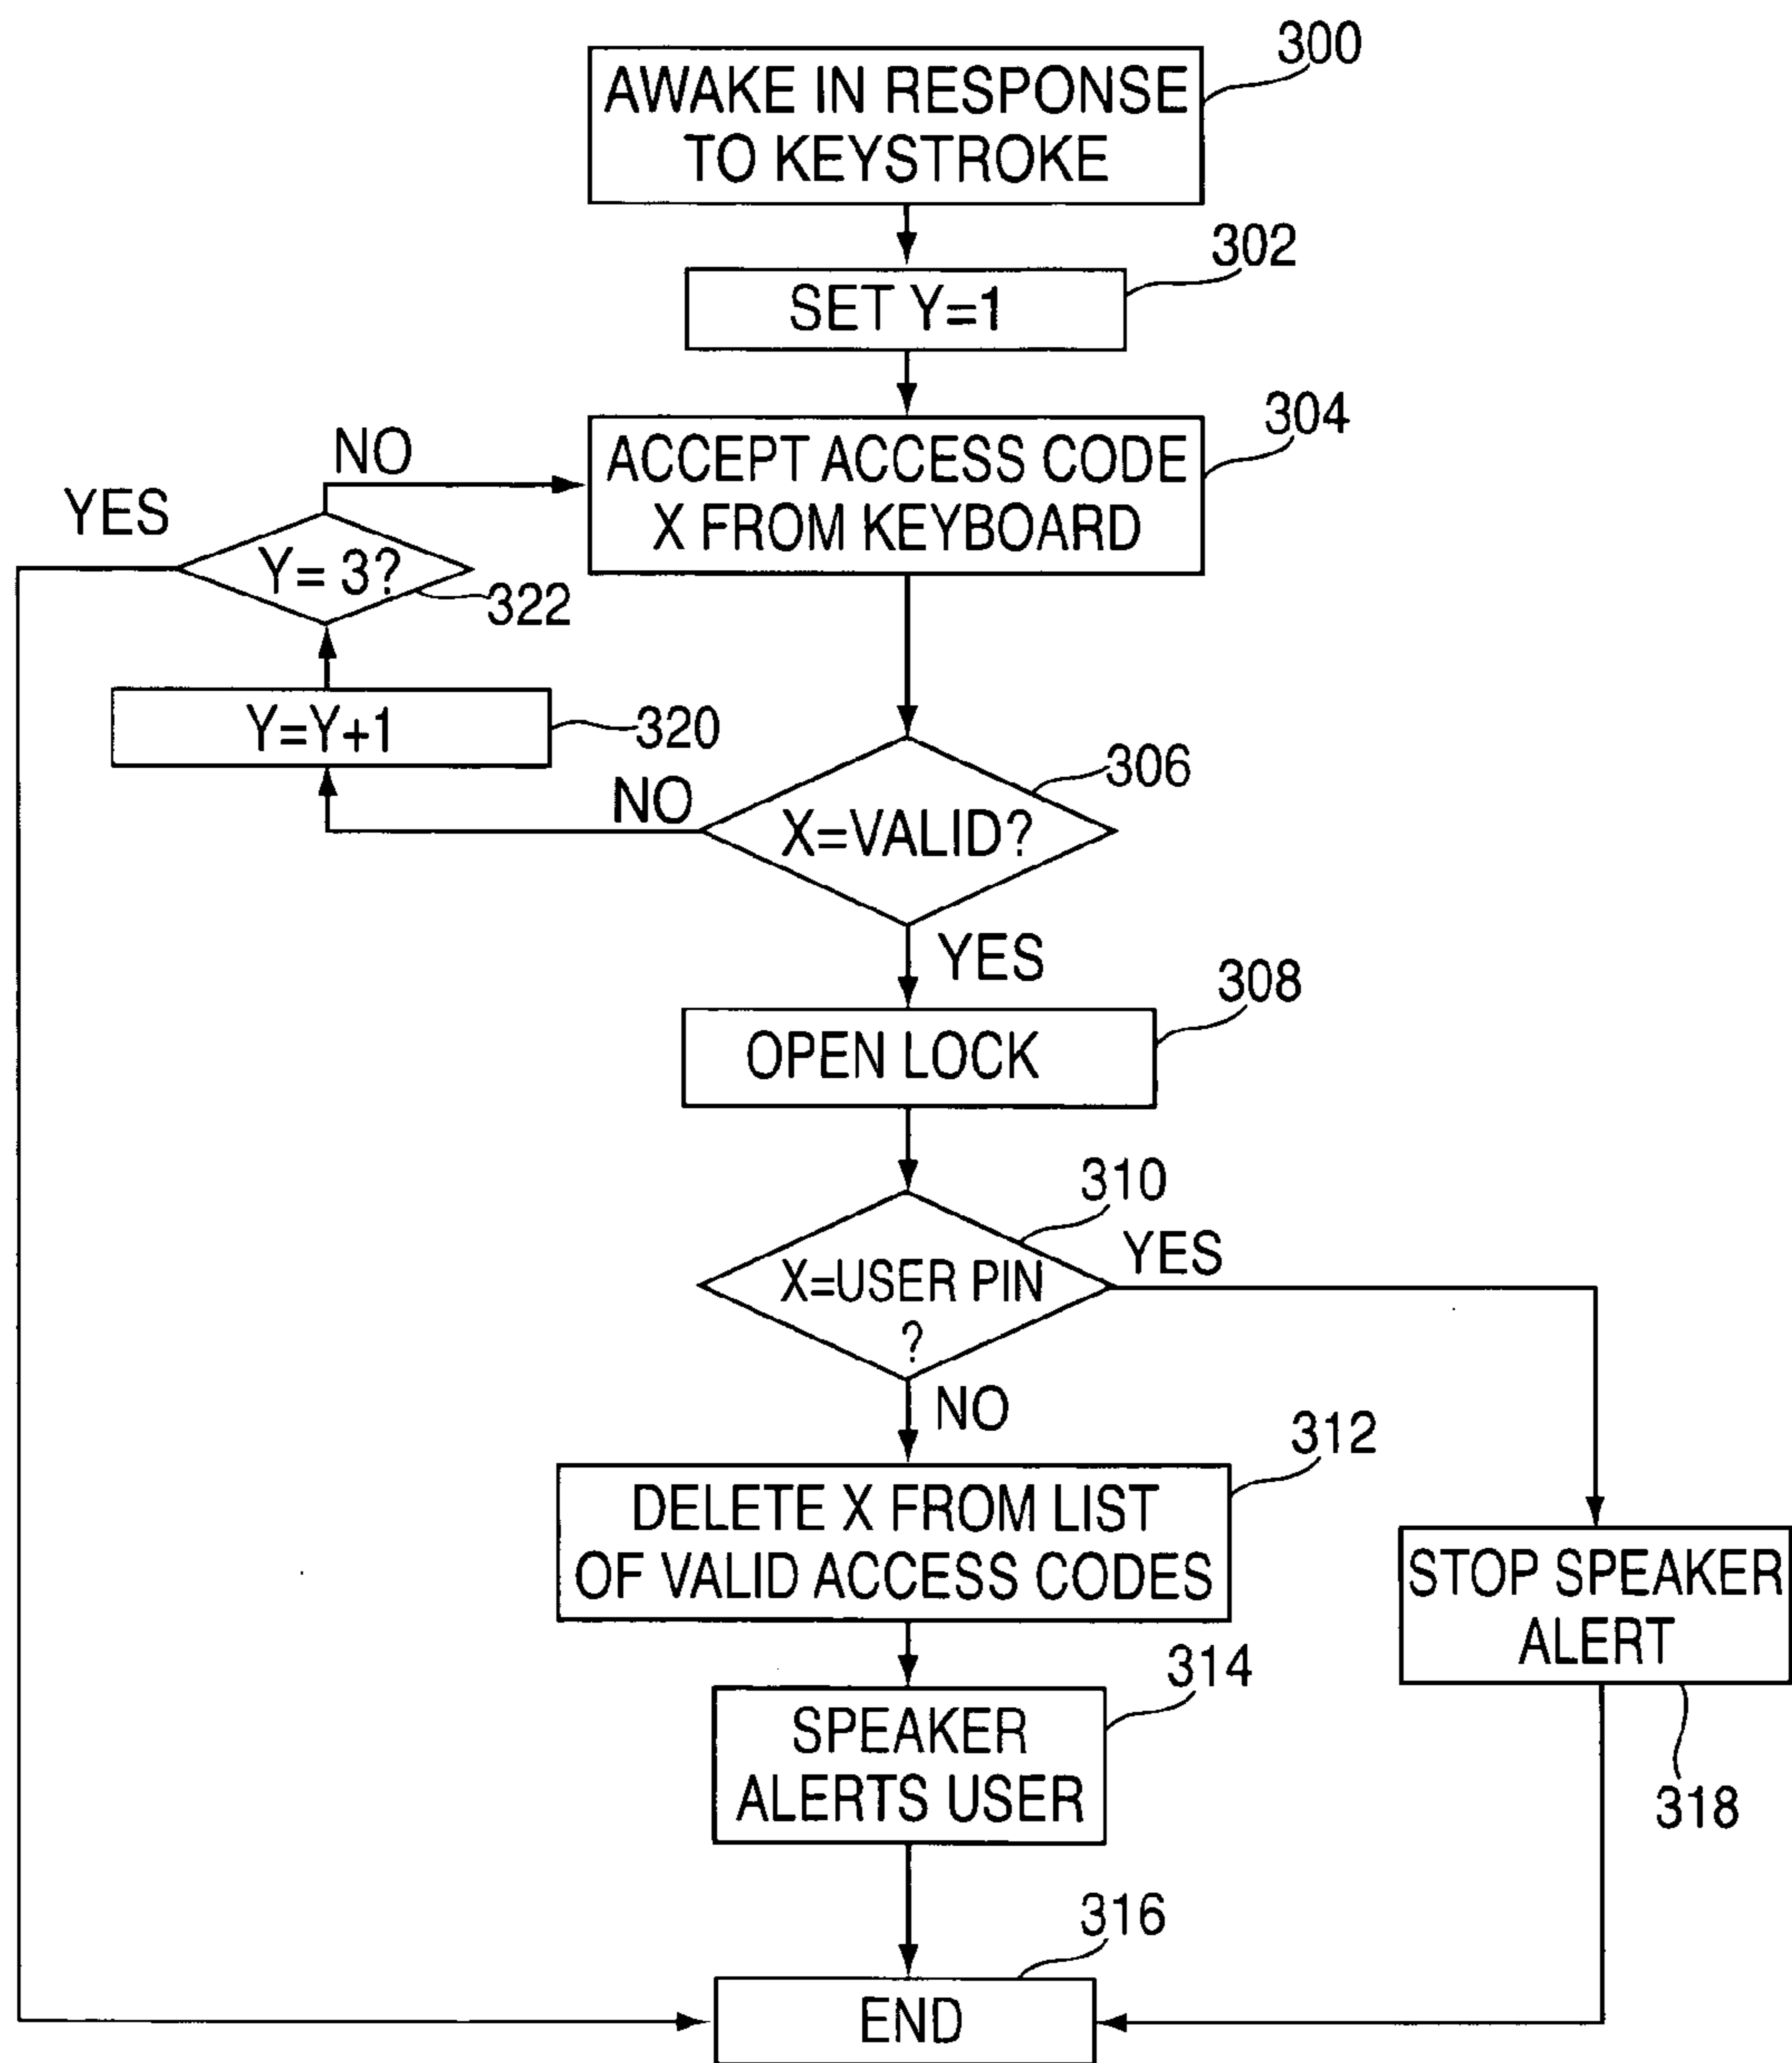 300
AWAKE IN RESPONSE
TO KEYSTROKE
302
SET Y=1
304
ACCEPT ACCESS CODE
X FROM KEYBOARD
NO
YES
Y= 3?
322
Y=Y+1
320
306
NO
X=VALID?
YES
308
OPEN LOCK
310
YES
X=USER PIN
?
NO
312
DELETE X FROM LIST
OF VALID ACCESS CODES
STOP SPEAKER
ALERT
314
SPEAKER
ALERTS USER
318
316
END